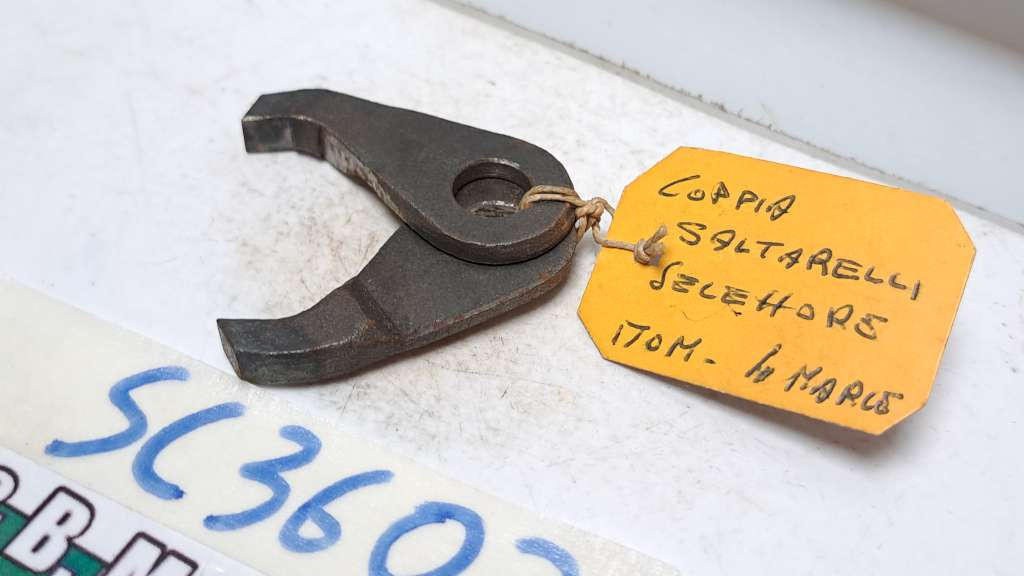 COPPIA
SALTARELLI
SELETTORE
ITOM - 4 MARCE
SC360
B.N